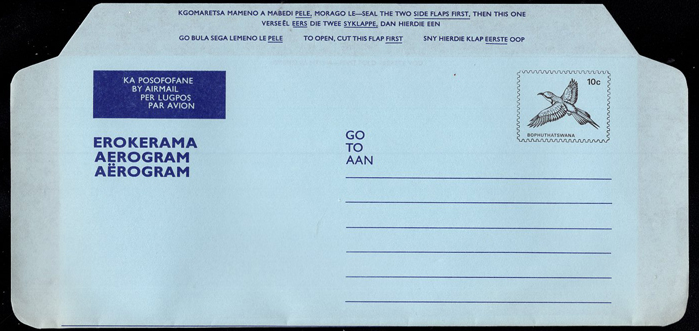 KGOMARETSA MAMENO A MABEDI PELE, MORAGO LE—SEAL THE TWO SIDE FLAPS FIRST, THEN THIS ONE
VERSEËL EERS DIE TWEE SYKLAPPE, DAN HIERDIE EEN
GO BULA SEGA LEMENO LE PELE TO OPEN, CUT THIS FLAP FIRST SNY HIERDIE KLAP EERSTE OOP
KA POSOFOFANE
BY AIRMAIL
PER LUGPOS
PAR AVION
10c
BOPHUTHATSWANA
EROKERAMA
AEROGRAM
AËROGRAM
GO
TO
AAN